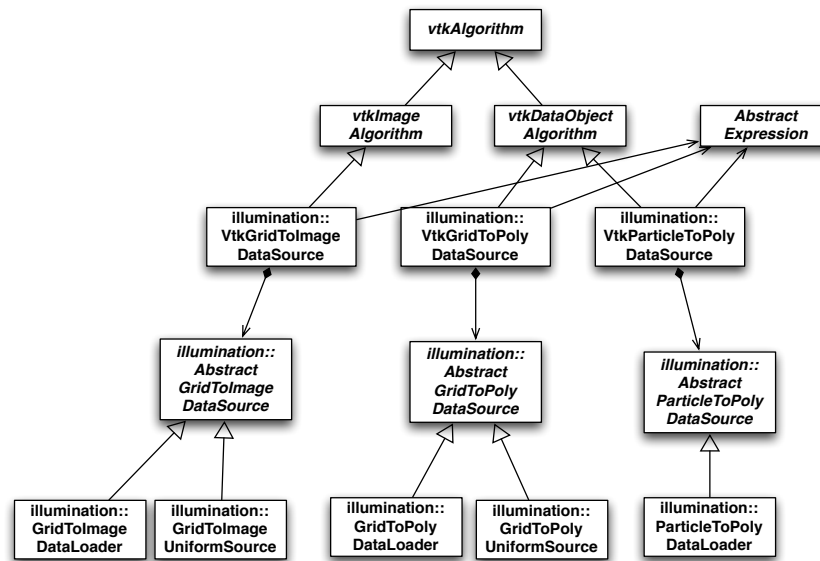 vtkAlgorithm
vtkImage
Algorithm
vtkDataObject
Algorithm
Abstract
Expression
illumination::
VtkGridToImage
DataSource
illumination::
VtkGridToPoly
DataSource
illumination::
VtkParticleToPoly
DataSource
illumination::
Abstract
GridToImage
DataSource
illumination::
Abstract
GridToPoly
DataSource
illumination::
Abstract
ParticleToPoly
DataSource
illumination::
GridToImage
DataLoader
illumination::
GridToImage
UniformSource
illumination::
GridToPoly
DataLoader
illumination::
GridToPoly
UniformSource
illumination::
ParticleToPoly
DataLoader